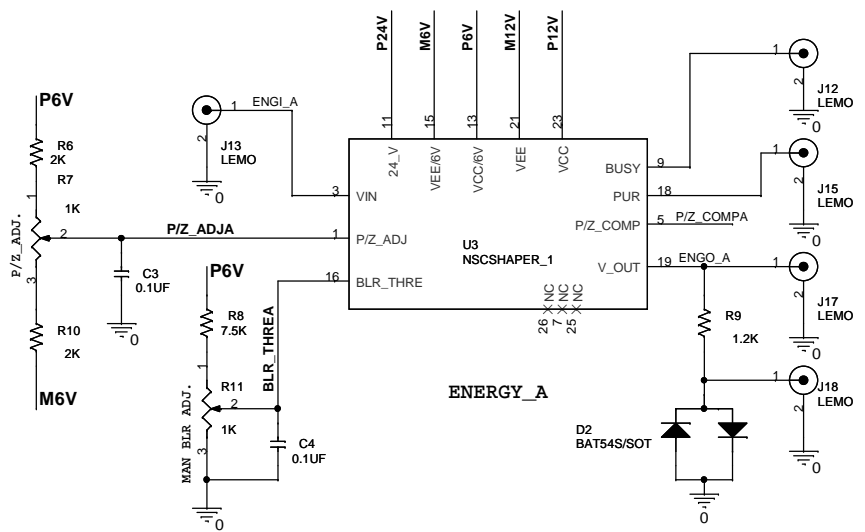 P24V
M6V
P6V
M12V
P12V
11
15
13
21
23
24_V
VEE/6V
VCC/6V
VEE
VCC
1
ENGI_A
2
J13
LEMO
0
3
VIN
P6V
R6
2K
R7
1
1K
2
P/Z_ADJ.
3
P/Z_ADJA
1
P/Z_ADJ
C3
0.1UF
0
R10
2K
M6V
16
BLR_THRE
P6V
R8
7.5K
BLR_THREA
1
R11
2
1K
MAN BLR ADJ.
3
C4
0.1UF
0
U3
NSCSHAPER_1
NC
NC
NC
26
7
25
ENERGY_A
BUSY
9
PUR
18
P/Z_COMP
5
P/Z_COMPA
V_OUT
19
ENGO_A
1
2
J12
LEMO
0
1
2
J15
LEMO
0
1
2
J17
LEMO
0
R9
1.2K
1
2
J18
LEMO
0
D2
BAT54S/SOT
0